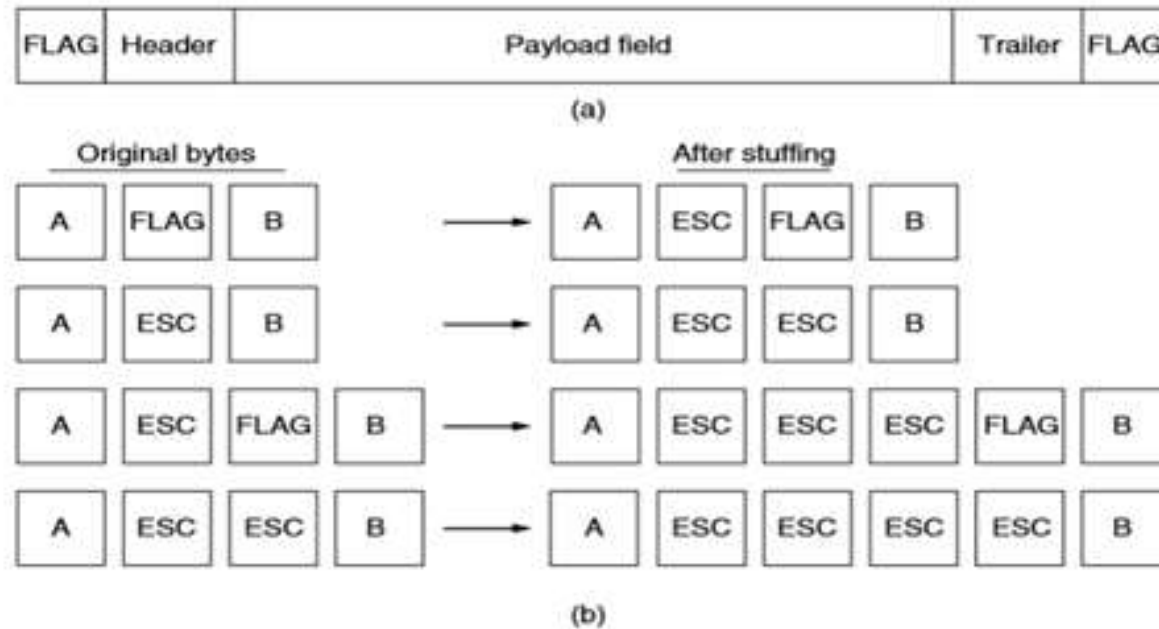 FLAG Header Payload field Trailer FLAG
(a)
Original bytes After stuffing
A FLAG B A ESC FLAG B
A ESC B A ESC ESC B
A ESC FLAG B A ESC ESC ESC FLAG B
A ESC ESC B A ESC ESC ESC ESC B
(b)